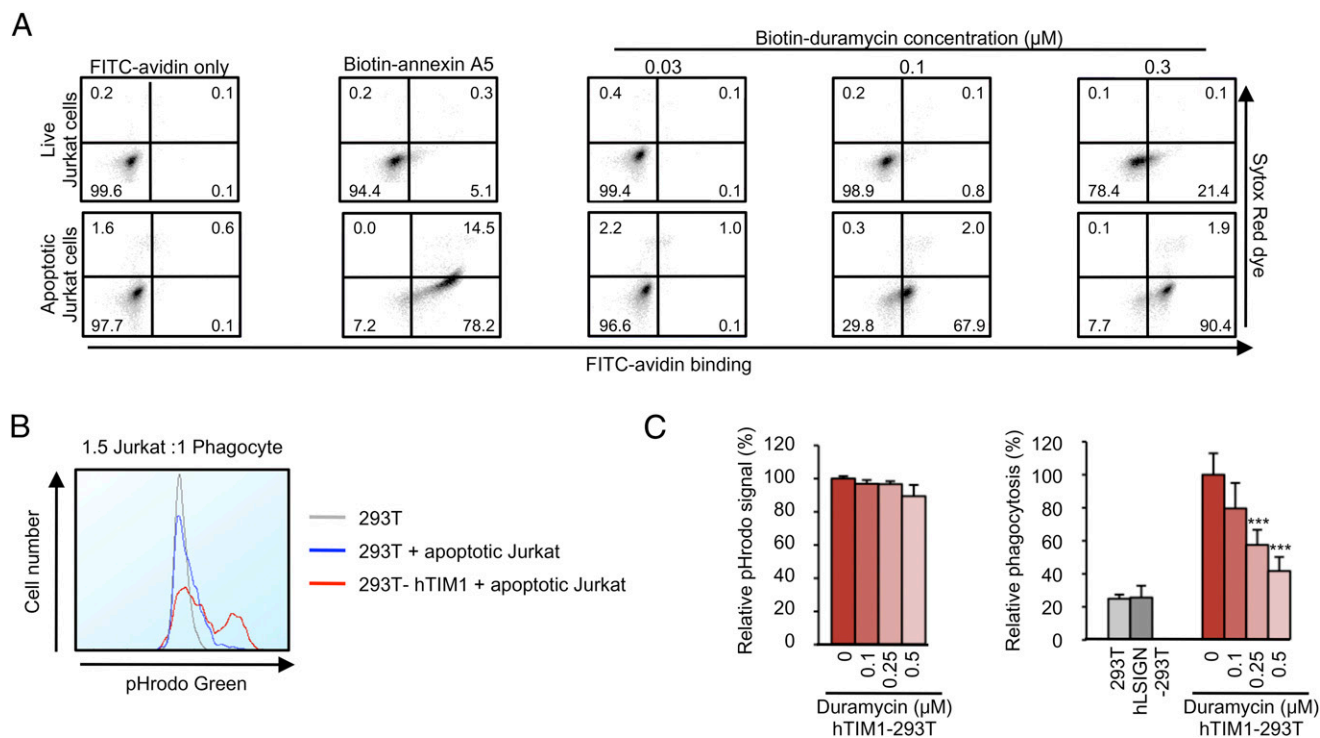 A
Biotin-duramycin concentration (µM)
FITC-avidin only
Biotin-annexin A5
0.03
0.1
0.3
Live
Jurkat cells
0.2
0.1
99.6
0.1
0.2
0.3
94.4
5.1
0.4
0.1
99.4
0.1
0.2
0.1
98.9
0.8
0.1
0.1
78.4
21.4
Apoptotic
Jurkat cells
1.6
0.6
97.7
0.1
0.0
14.5
7.2
78.2
2.2
1.0
96.6
0.1
0.3
2.0
29.8
67.9
0.1
1.9
7.7
90.4
Sytox Red dye
FITC-avidin binding
B
1.5 Jurkat :1 Phagocyte
Cell number
pHrodo Green
293T
293T + apoptotic Jurkat
293T- hTIM1 + apoptotic Jurkat
C
Relative pHrodo signal (%)
120
100
80
60
40
20
0
0
0.1
0.25
0.5
Duramycin (µM)
hTIM1-293T
Relative phagocytosis (%)
120
100
80
60
40
20
0
***
***
293T
hLSIGN
-293T
0
0.1
0.25
0.5
Duramycin (µM)
hTIM1-293T